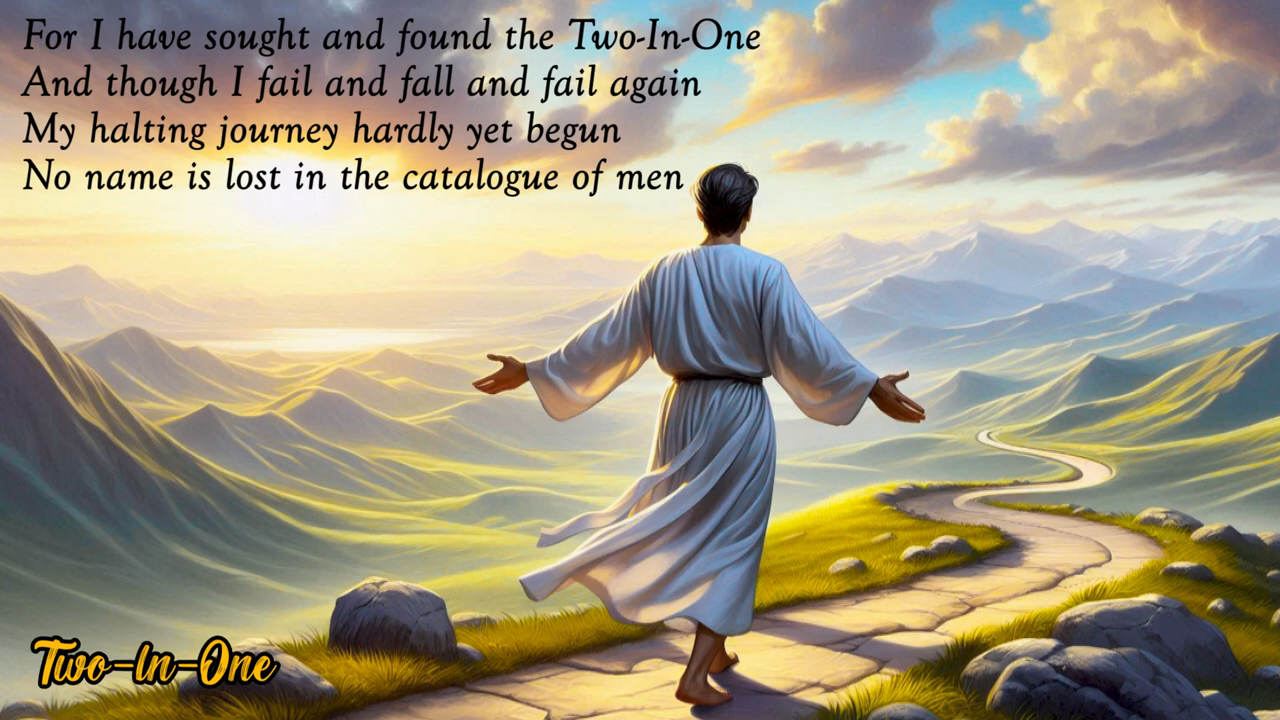 For I have sought and found the Two-In-One
And though I fail and fall and fail again
My halting journey hardly yet begun
No name is lost in the catalogue of men
Two-In-One